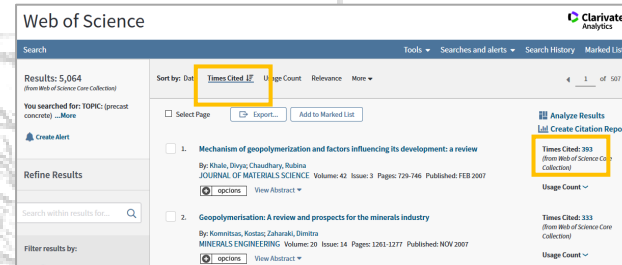 Web of Science
Clarivate
Analytics
Search
Tools
Searches and alerts
Search History
Marked List
Results: 5,064
(from Web of Science Core Collection)
You searched for: TOPIC: (precast
concrete) ...More
Create Alert
Refine Results
Search within results for...
Filter results by:
Sort by: Date Times Cited Usage Count Relevance More
1 of 507
Select Page Export... Add to Marked List
Analyze Results
Create Citation Repo
1. Mechanism of geopolymerization and factors influencing its development: a review
By: Khale, Divya; Chaudhary, Rubina
JOURNAL OF MATERIALS SCIENCE Volume: 42 Issue: 3 Pages: 729-746 Published: FEB 2007
opcions View Abstract
Times Cited: 393
(from Web of Science Core
Collection)
Usage Count
2. Geopolymerisation: A review and prospects for the minerals industry
By: Komnitsas, Kostas; Zaharaki, Dimitra
MINERALS ENGINEERING Volume: 20 Issue: 14 Pages: 1261-1277 Published: NOV 2007
opcions View Abstract
Times Cited: 333
(from Web of Science Core
Collection)
Usage Count